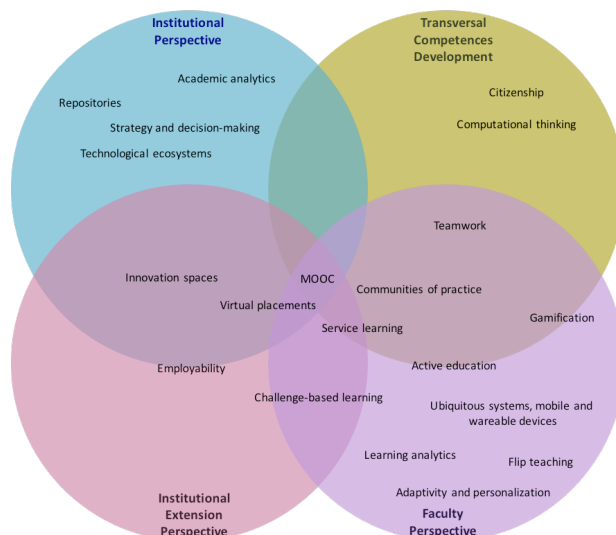 Institutional
Perspective
Transversal
Competences
Development
Academic analytics
Citizenship
Repositories
Strategy and decision-making
Computational thinking
Technological ecosystems
Teamwork
Innovation spaces
MOOC
Communities of practice
Virtual placements
Gamification
Service learning
Employability
Active education
Challenge-based learning
Ubiquitous systems, mobile and
wareable devices
Learning analytics
Flip teaching
Adaptivity and personalization
Institutional
Extension
Perspective
Faculty
Perspective